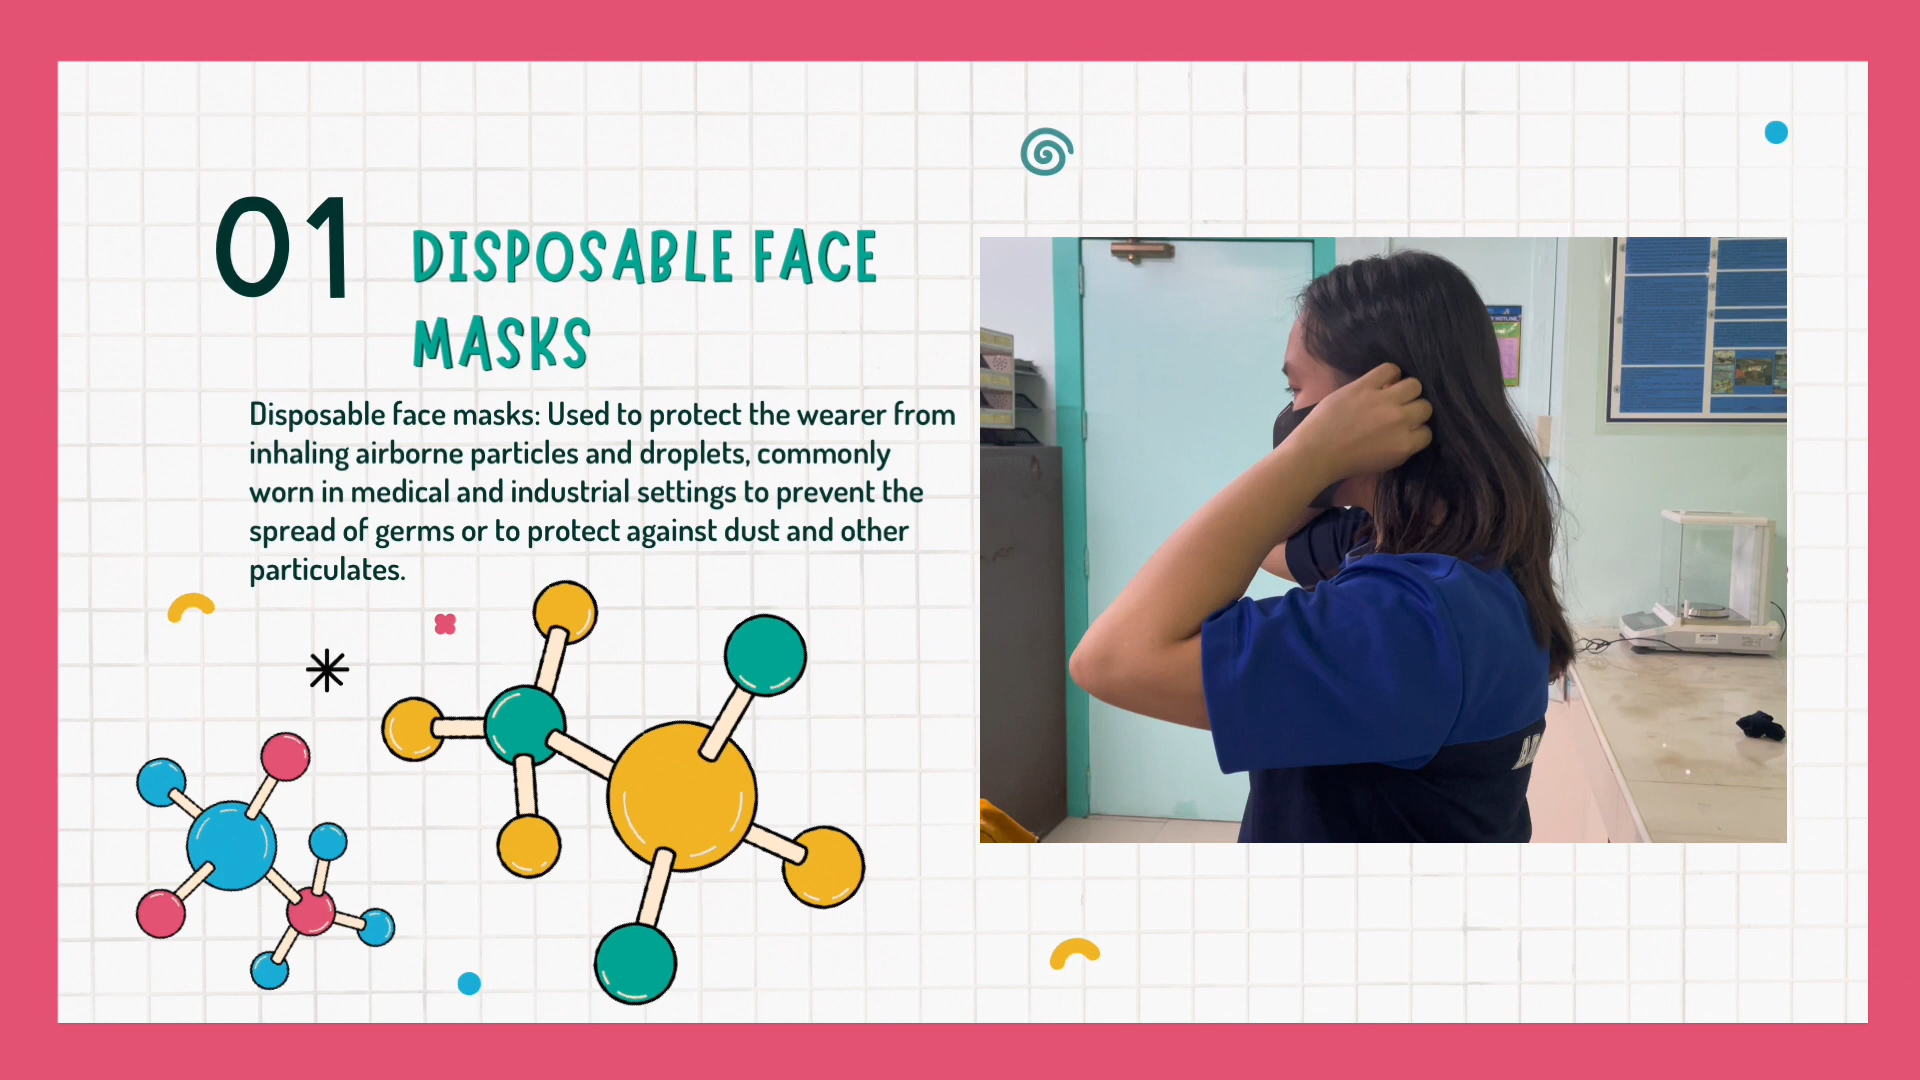 01
DISPOSABLE FACE
MASKS
Disposable face masks: Used to protect the wearer from
inhaling airborne particles and droplets, commonly
worn in medical and industrial settings to prevent the
spread of germs or to protect against dust and other
particulates.